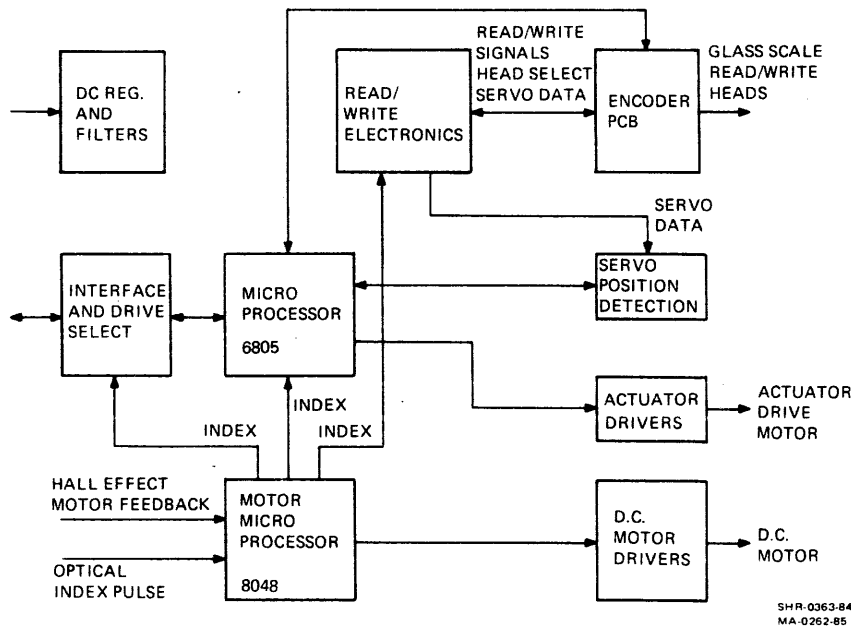 DC REG.
AND
FILTERS
READ/
WRITE
ELECTRONICS
READ/WRITE
SIGNALS
HEAD SELECT
SERVO DATA
ENCODER
PCB
GLASS SCALE
READ/WRITE
HEADS
SERVO
DATA
INTERFACE
AND DRIVE
SELECT
MICRO
PROCESSOR
6805
SERVO
POSITION
DETECTION
ACTUATOR
DRIVERS
ACTUATOR
DRIVE
MOTOR
INDEX
INDEX
INDEX
HALL EFFECT
MOTOR FEEDBACK
OPTICAL
INDEX PULSE
MOTOR
MICRO
PROCESSOR
8048
D.C.
MOTOR
DRIVERS
D.C.
MOTOR
SHR-0363-84
MA-0262-85